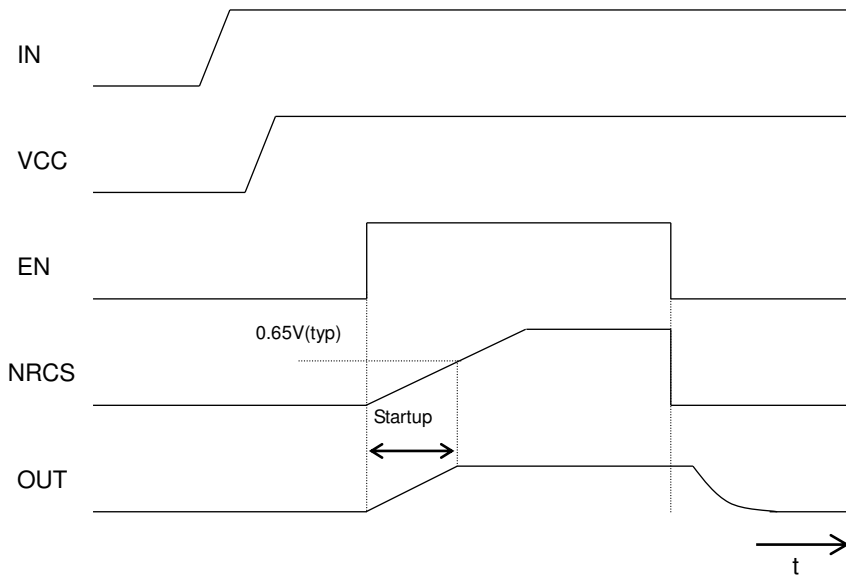 IN
VCC
EN
0.65V(typ)
NRCS
Startup
OUT
t